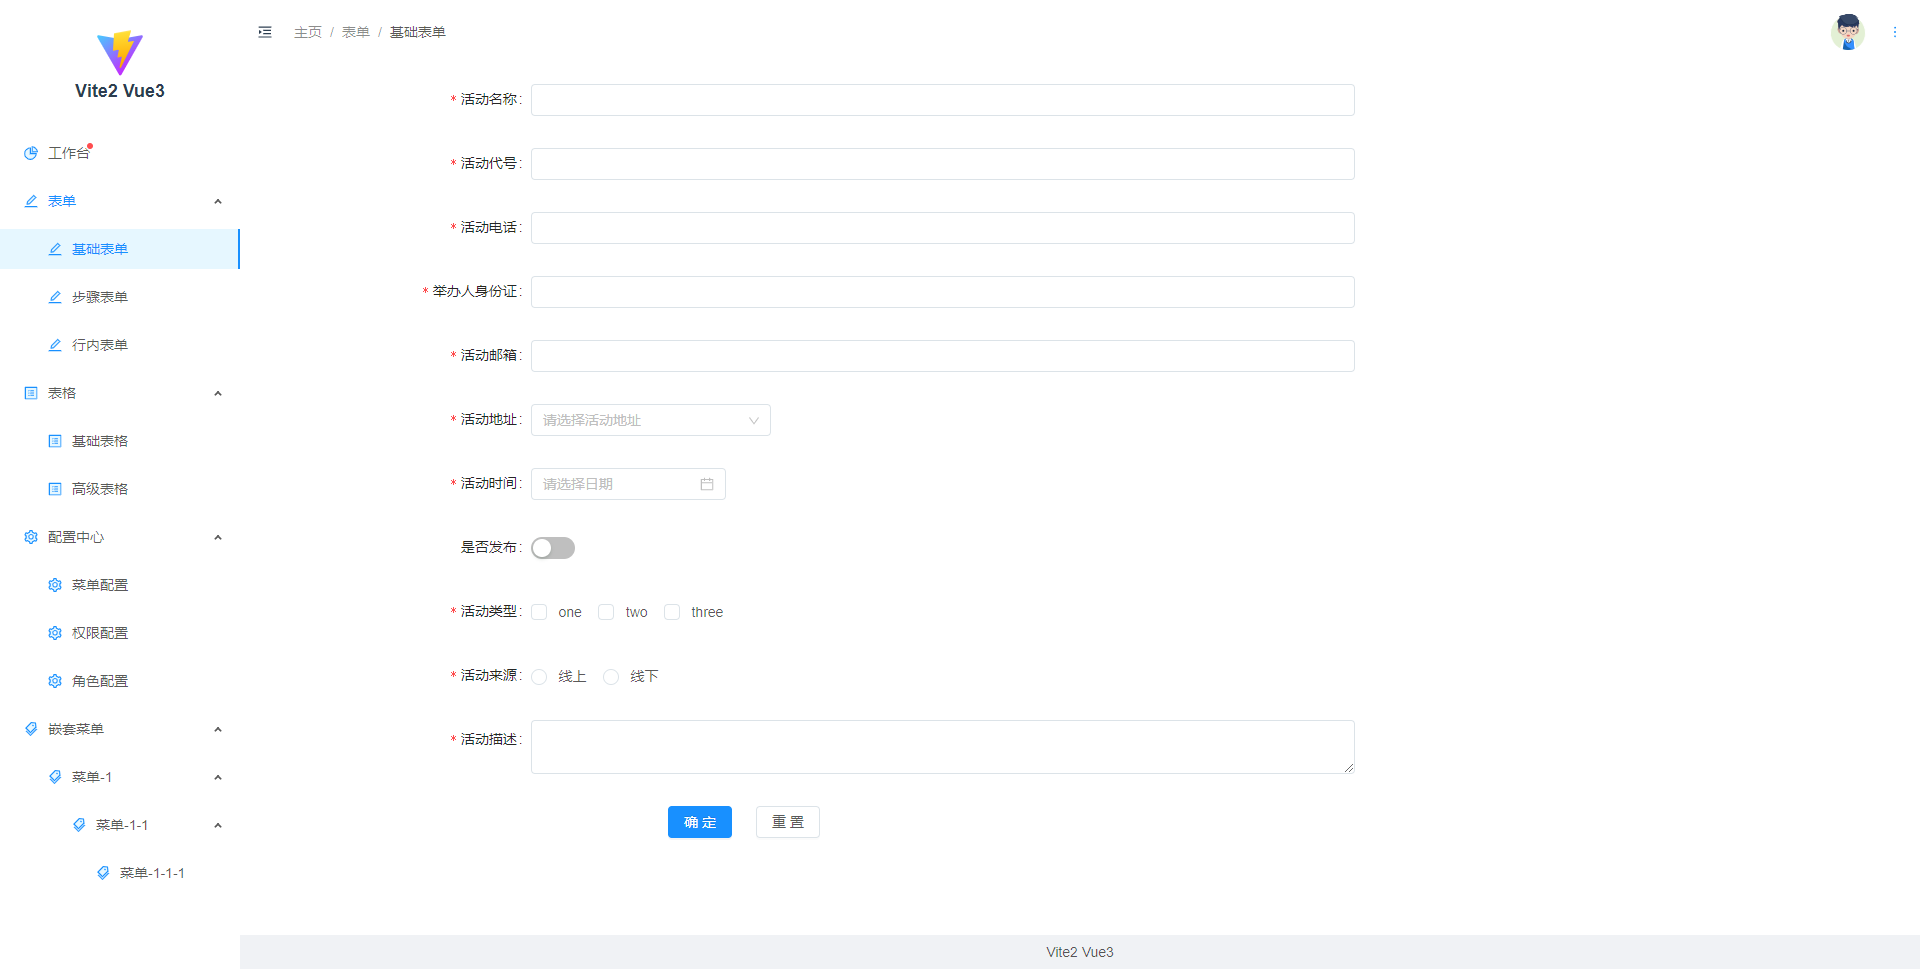 Vite2 Vue3
工作台
表单
基础表单
步骤表单
行内表单
表格
基础表格
高级表格
配置中心
菜单配置
权限配置
角色配置
嵌套菜单
菜单-1
菜单-1-1
菜单-1-1-1
主页 / 表单 / 基础表单
* 活动名称:
* 活动代号:
* 活动电话:
* 举办人身份证:
* 活动邮箱:
* 活动地址: 请选择活动地址
* 活动时间: 请选择日期
是否发布:
* 活动类型: one two three
* 活动来源: 线上 线下
* 活动描述:
确 定 重 置
Vite2 Vue3